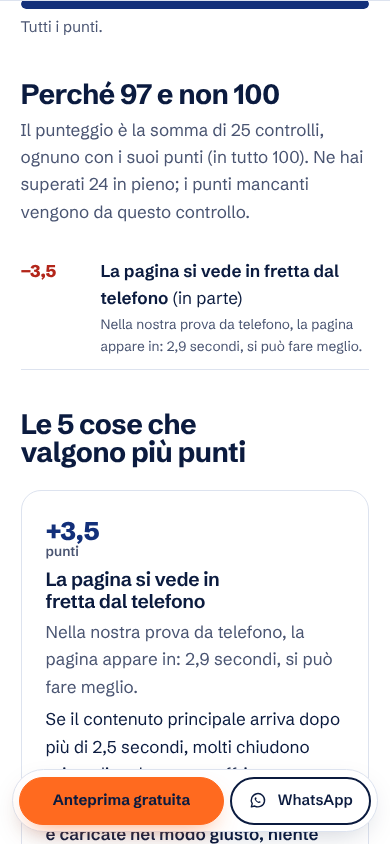 Tutti i punti.
Perché 97 e non 100
Il punteggio è la somma di 25 controlli,
ognuno con i suoi punti (in tutto 100). Ne hai
superati 24 in pieno; i punti mancanti
vengono da questo controllo.
−3,5
La pagina si vede in fretta dal
telefono (in parte)
Nella nostra prova da telefono, la pagina
appare in: 2,9 secondi, si può fare meglio.
Le 5 cose che
valgono più punti
+3,5
punti
La pagina si vede in
fretta dal telefono
Nella nostra prova da telefono, la
pagina appare in: 2,9 secondi, si può
fare meglio.
Se il contenuto principale arriva dopo
più di 2,5 secondi, molti chiudono
Anteprima gratuita
WhatsApp
e caricate nel modo giusto, niente